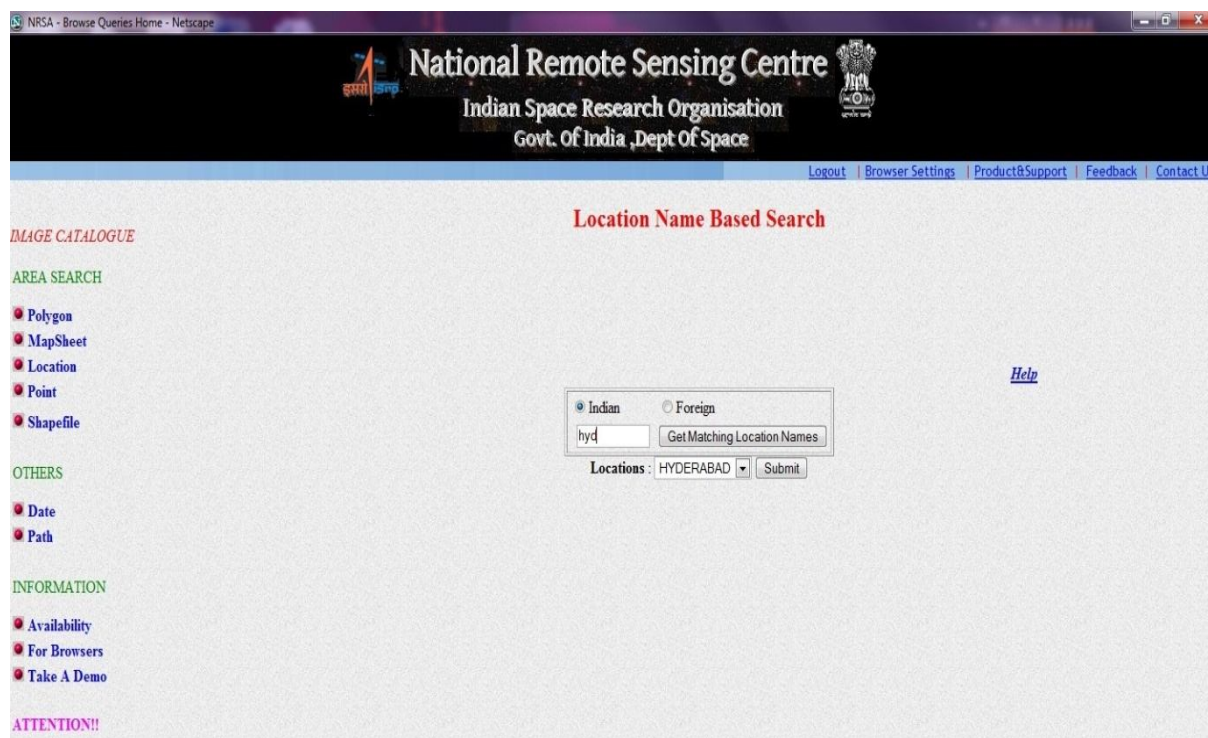 NRSA - Browse Queries Home - Netscape
National Remote Sensing Centre
Indian Space Research Organisation
Govt. Of India ,Dept Of Space
इसरो isro
Logout | Browser Settings | Product&Support | Feedback | Contact U
Location Name Based Search
IMAGE CATALOGUE
AREA SEARCH
Polygon
MapSheet
Location
Point
Shapefile
Help
Indian Foreign
hyd Get Matching Location Names
Locations : HYDERABAD Submit
OTHERS
Date
Path
INFORMATION
Availability
For Browsers
Take A Demo
ATTENTION!!